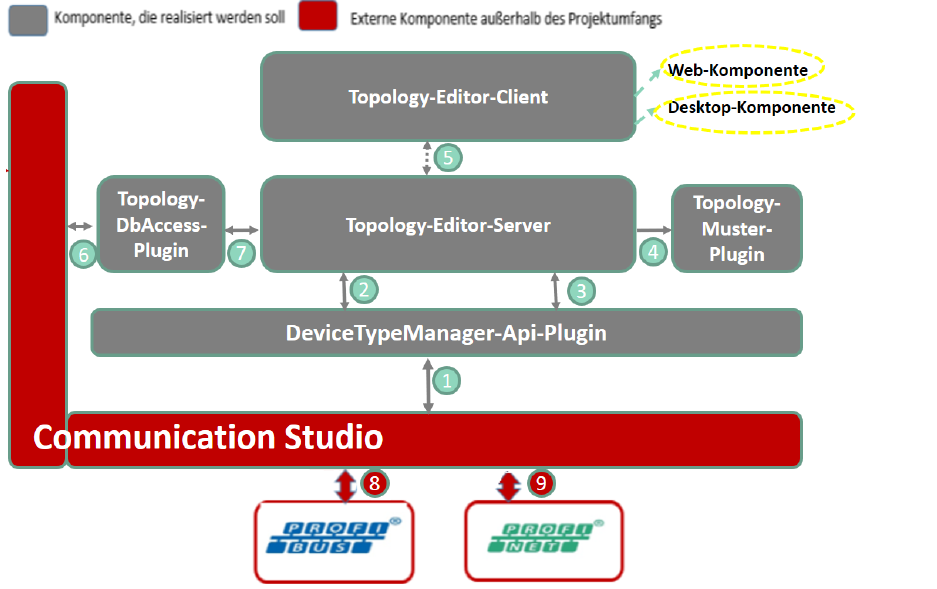 Komponente, die realisiert werden soll
Externe Komponente außerhalb des Projektumfangs
Topology-Editor-Client
Web-Komponente
Desktop-Komponente
5
Topology-
DbAccess-
Plugin
Topology-Editor-Server
Topology-
Muster-
Plugin
6
7
4
2
3
DeviceTypeManager-Api-Plugin
1
Communication Studio
8
9
PROFI®
BUS
PROFI®
NET